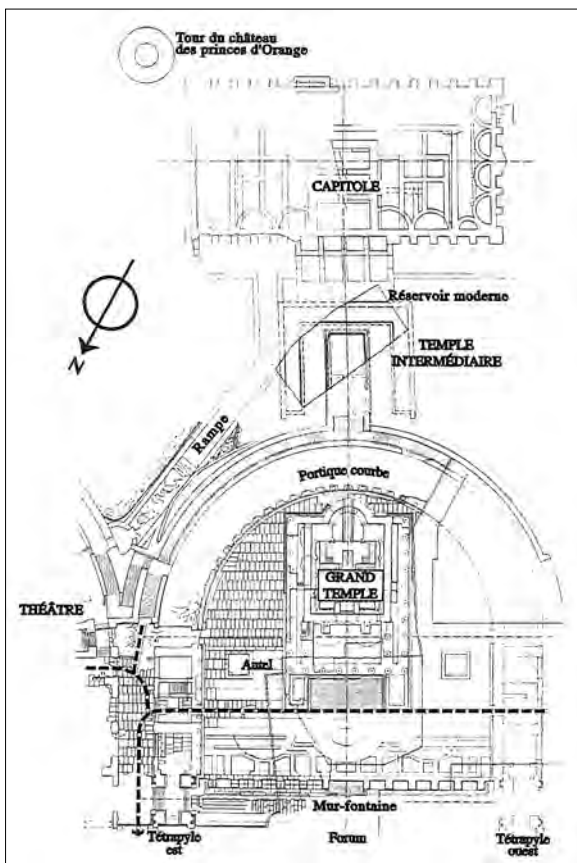 Tour du château
des princes d'Orange
CAPITOLE
Réservoir moderne
TEMPLE
INTERMÉDIAIRE
N
Rampe
Portique courbe
GRAND
TEMPLE
THÉÂTRE
Autel
Mur-fontaine
Tétrapyle
est
Forum
Tétrapyle
ouest